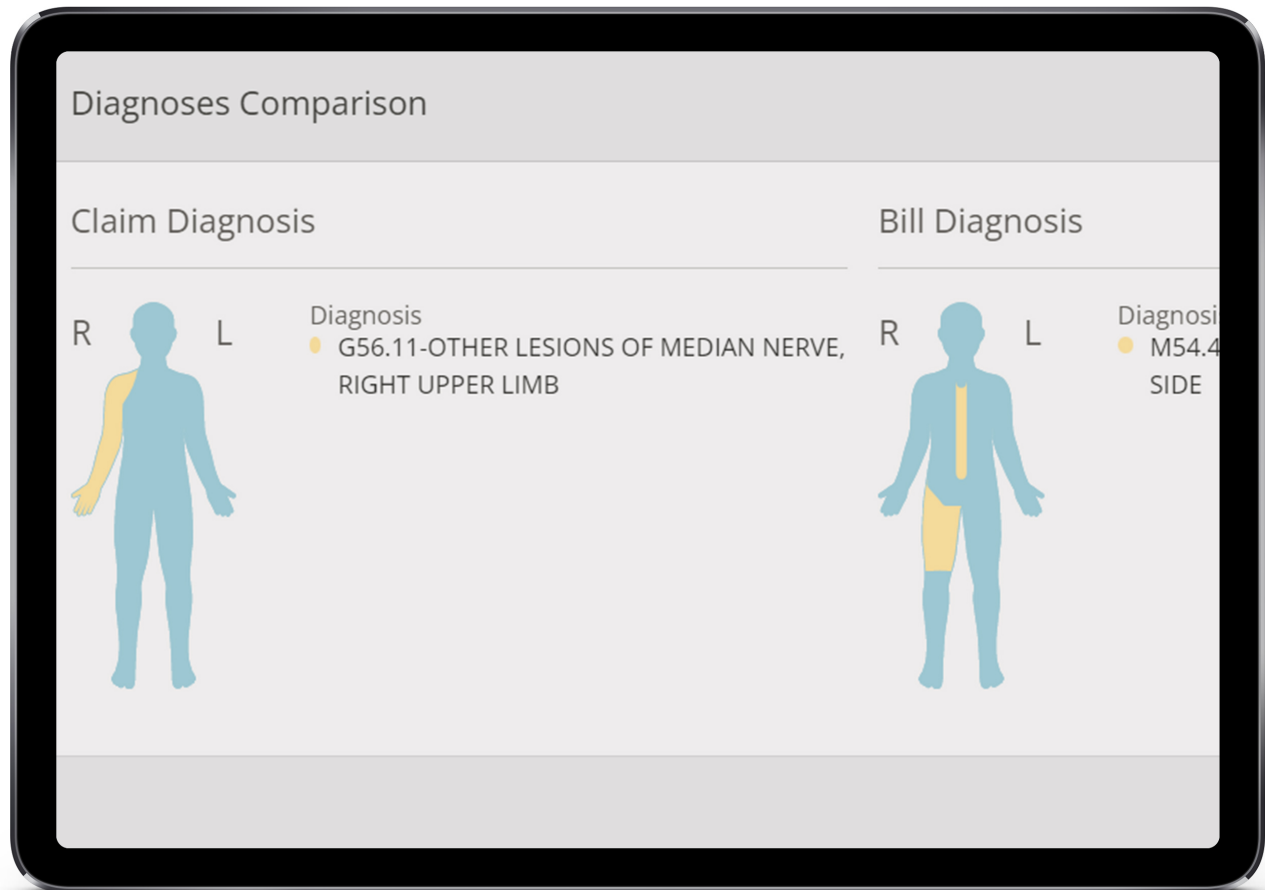 Diagnoses Comparison
Claim Diagnosis
R
L
Diagnosis
G56.11-OTHER LESIONS OF MEDIAN NERVE,
RIGHT UPPER LIMB
Bill Diagnosis
R
L
Diagnosi
M54.4
SIDE